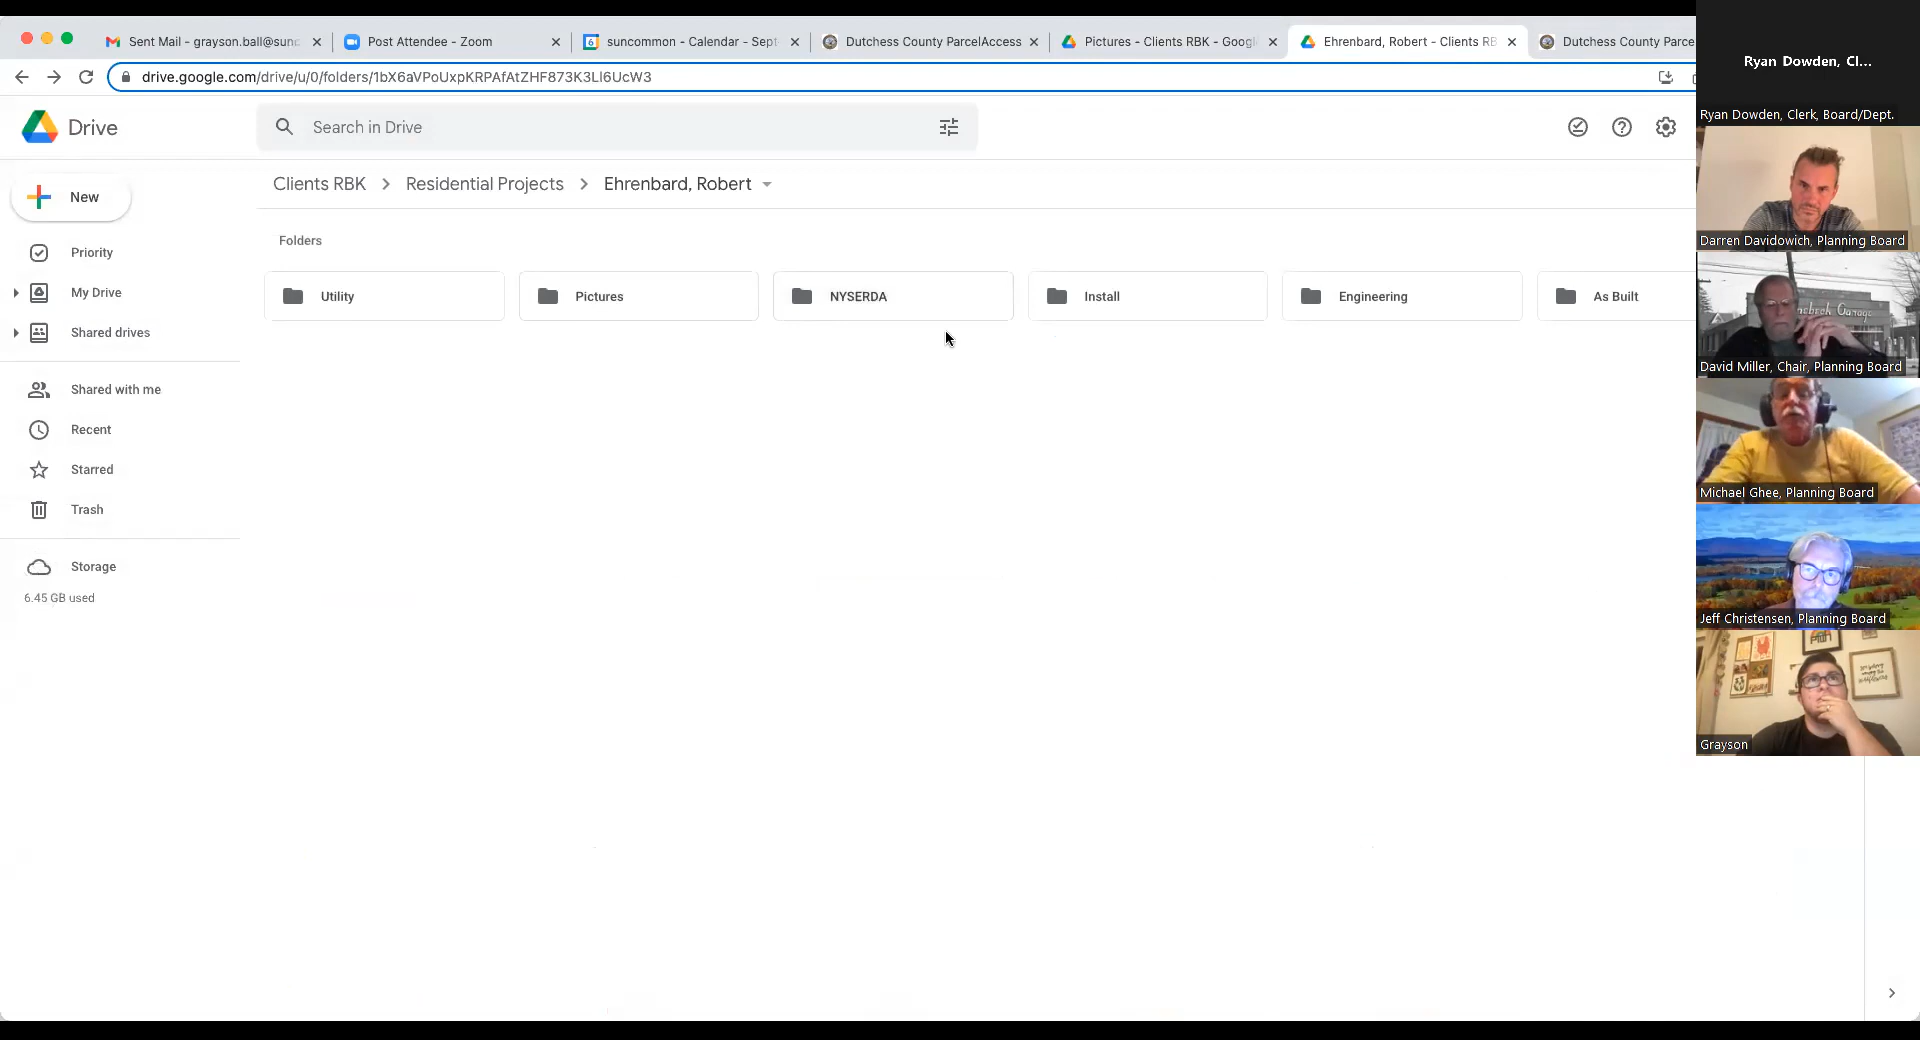 Sent Mail - grayson.ball@sunc
Post Attendee - Zoom
6
suncommon - Calendar - Sept
Dutchess County ParcelAccess
Pictures - Clients RBK - Googl
Ehrenbard, Robert - Clients RB
Dutchess County Parce
drive.google.com/drive/u/0/folders/1bX6aVPoUxpKRPAfAtZHF873K3LI6UcW3
Drive
Search in Drive
New
Clients RBK > Residential Projects > Ehrenbard, Robert
Folders
Utility
Pictures
NYSERDA
Install
Engineering
As Built
Priority
My Drive
Shared drives
Shared with me
Recent
Starred
Trash
Storage
6.45 GB used
Ryan Dowden, Cl...
Ryan Dowden, Clerk, Board/Dept.
Darren Davidowich, Planning Board
Garage
David Miller, Chair, Planning Board
Michael Ghee, Planning Board
Jeff Christensen, Planning Board
Grayson